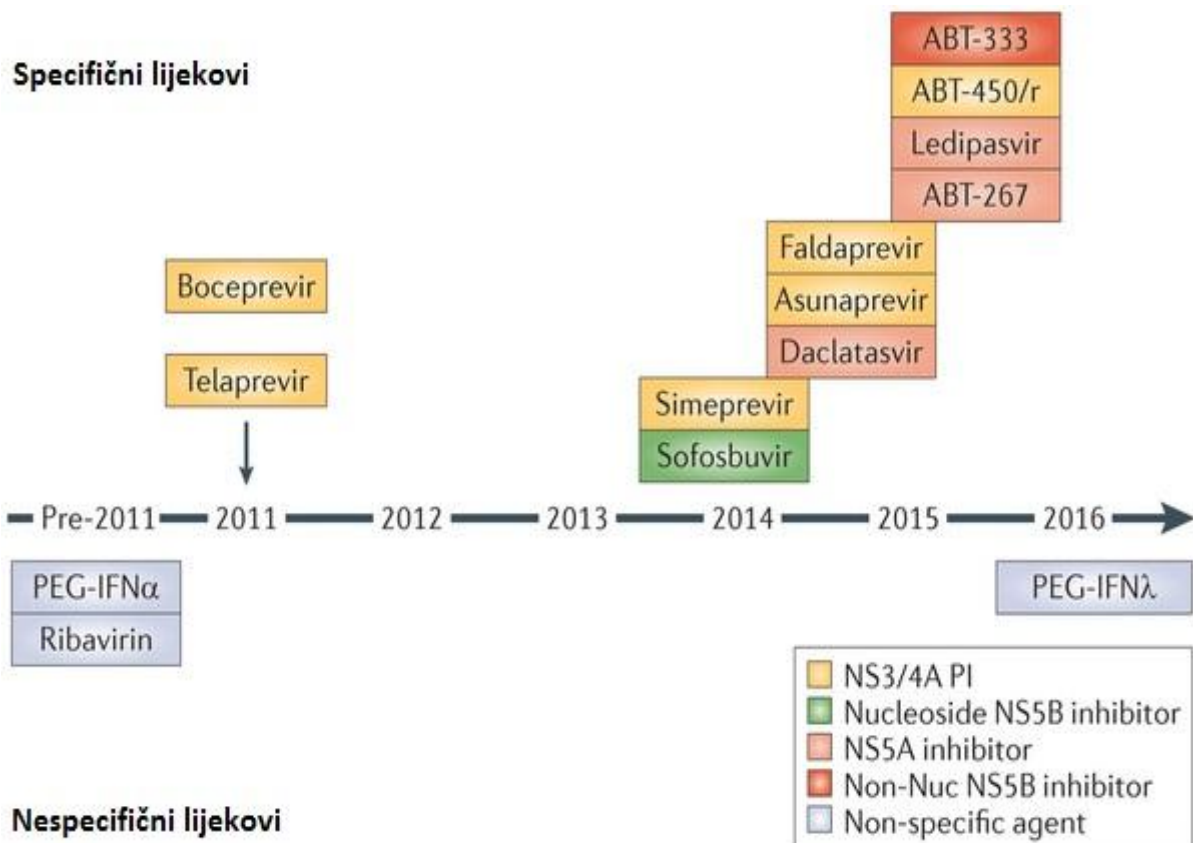 Specifični lijekovi
ABT-333
ABT-450/r
Ledipasvir
ABT-267
Faldaprevir
Asunaprevir
Daclatasvir
Boceprevir
Telaprevir
Simeprevir
Sofosbuvir
Pre-2011 2011 2012 2013 2014 2015 2016
PEG-IFNα
Ribavirin
PEG-IFNλ
NS3/4A PI
Nucleoside NS5B inhibitor
NS5A inhibitor
Non-Nuc NS5B inhibitor
Non-specific agent
Nespecifični lijekovi